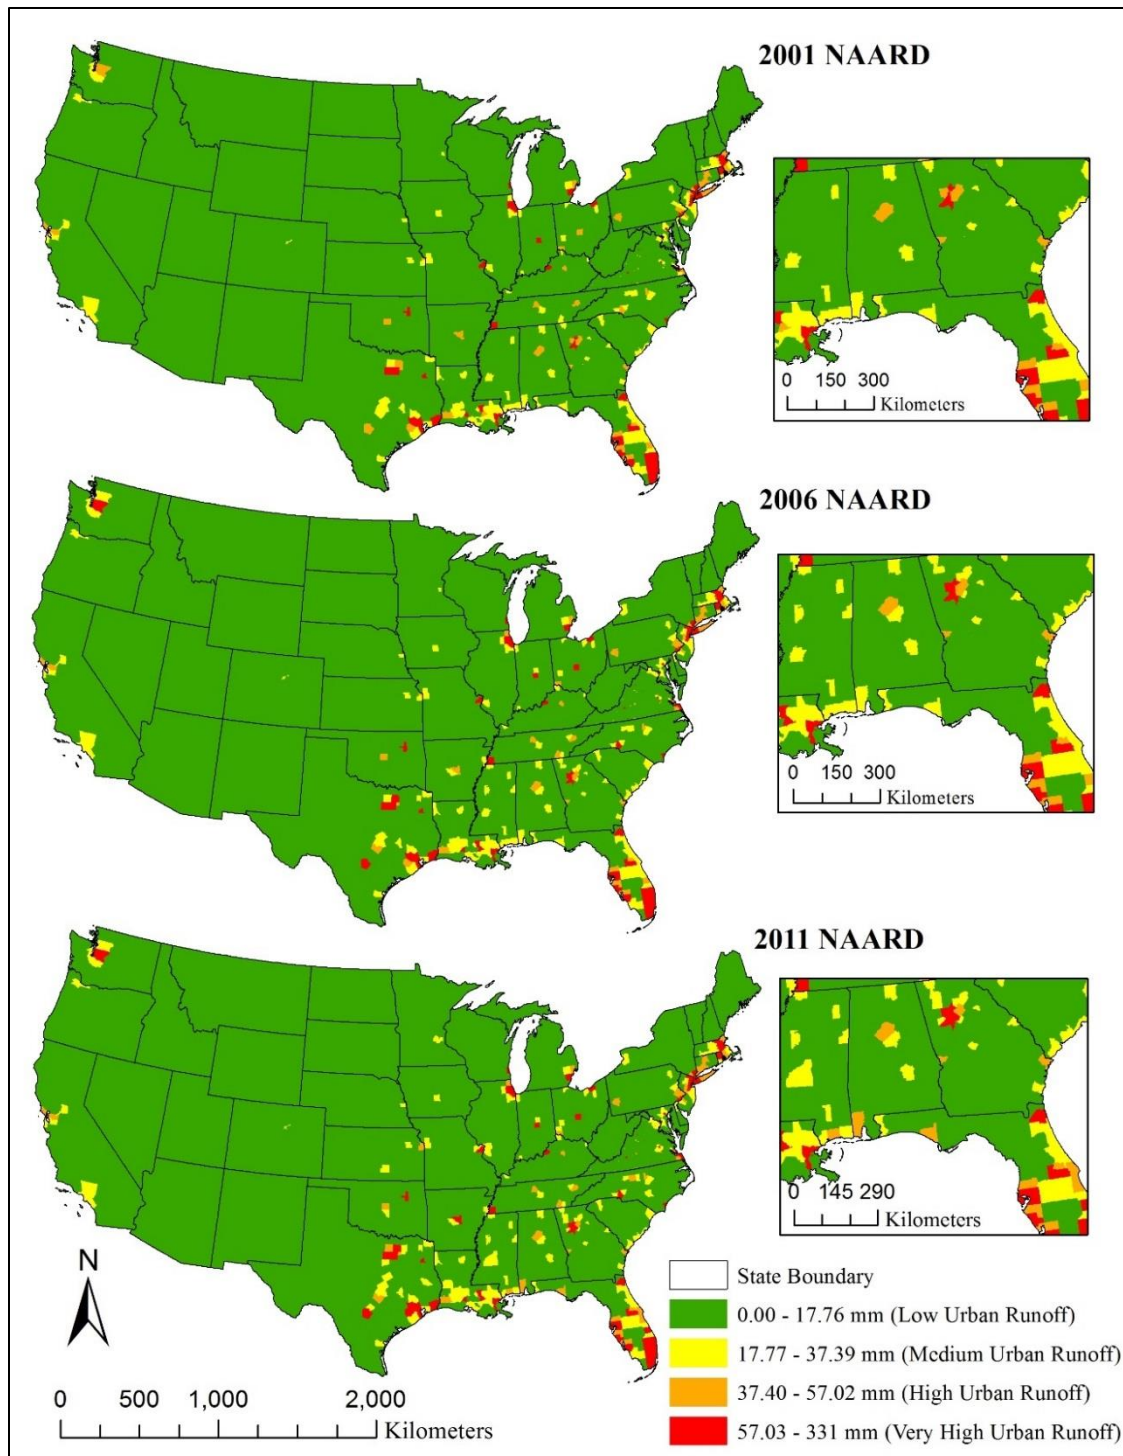 2001 NAARD
0 150 300
Kilometers
2006 NAARD
0 150 300
Kilometers
2011 NAARD
0 145 290
Kilometers
N
0 500 1,000 2,000
Kilometers
State Boundary
0.00 - 17.76 mm (Low Urban Runoff)
17.77 - 37.39 mm (Medium Urban Runoff)
37.40 - 57.02 mm (High Urban Runoff)
57.03 - 331 mm (Very High Urban Runoff)